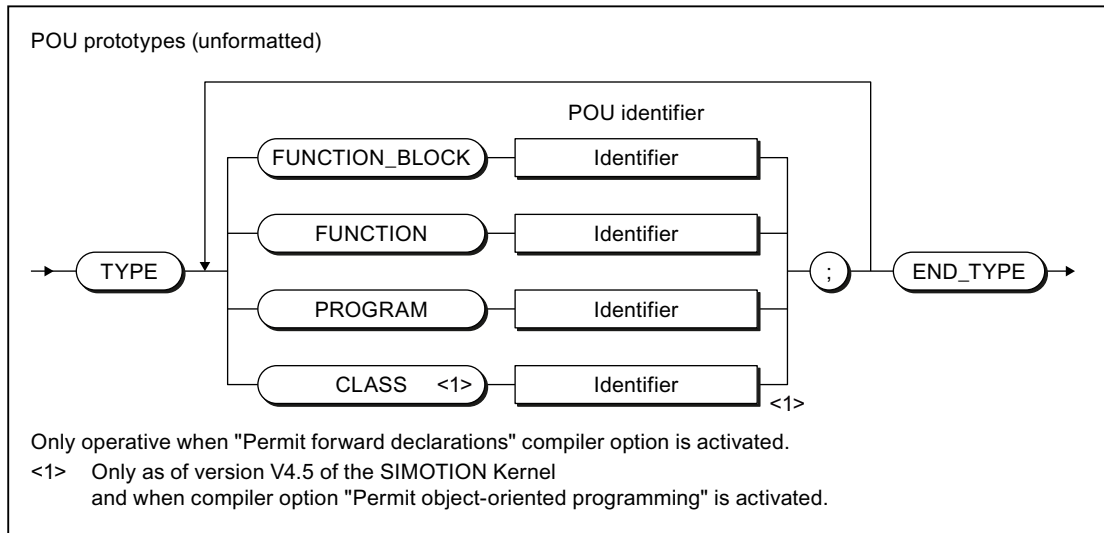 POU prototypes (unformatted)
POU identifier
FUNCTION_BLOCK Identifier
FUNCTION Identifier
TYPE ; END_TYPE
PROGRAM Identifier
CLASS <1> Identifier
<1>
Only operative when "Permit forward declarations" compiler option is activated.
<1> Only as of version V4.5 of the SIMOTION Kernel
and when compiler option "Permit object-oriented programming" is activated.